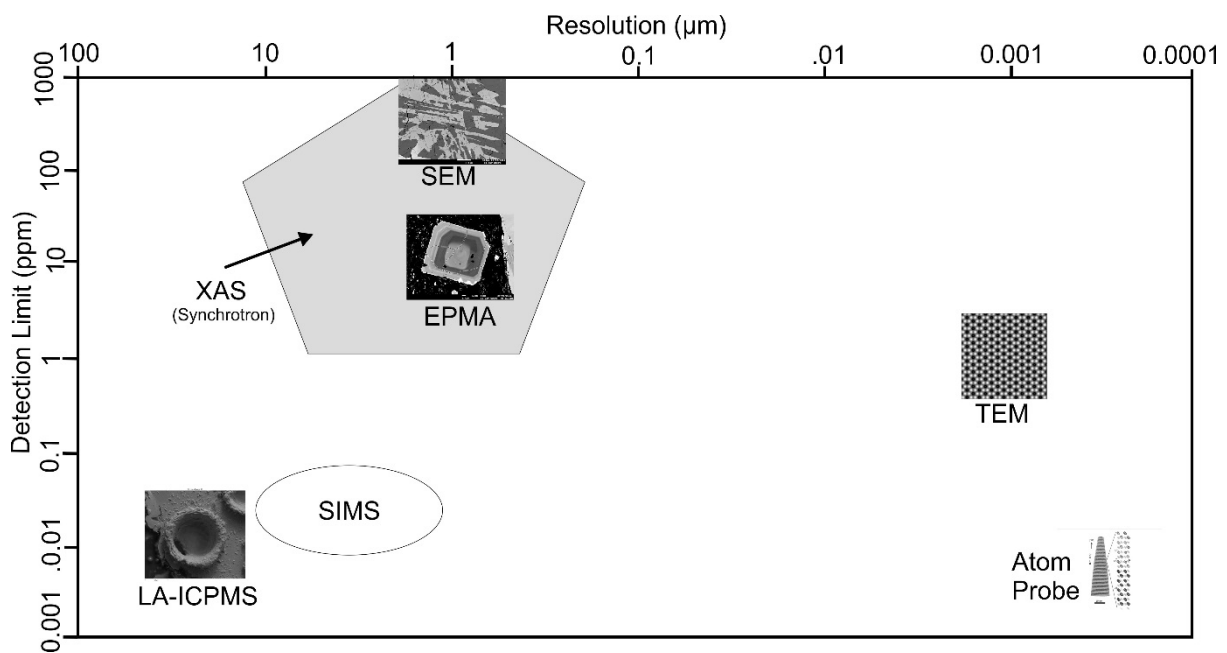 Resolution (µm)
100 10 1 0.1 .01 0.001 0.0001
Detection Limit (ppm)
1000
100
10
1
0.1
.01
0.001
SEM
EPMA
XAS
(Synchrotron)
TEM
SIMS
LA-ICPMS
Atom
Probe